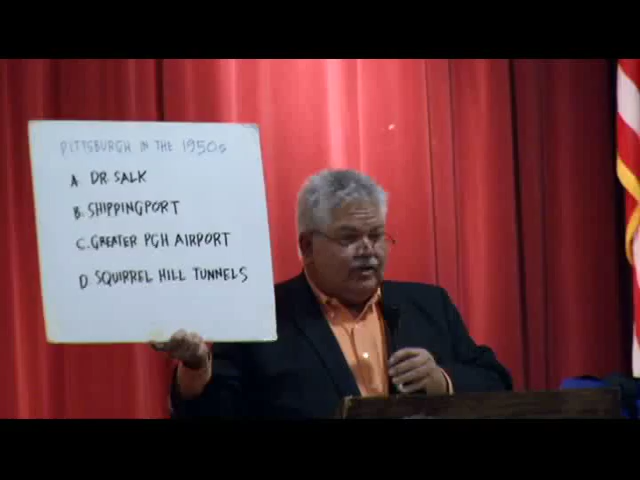 PITTSBURGH IN THE 1950s
A DR. SALK
B. SHIPPINGPORT
C. GREATER PGH AIRPORT
D SQUIRREL HILL TUNNELS